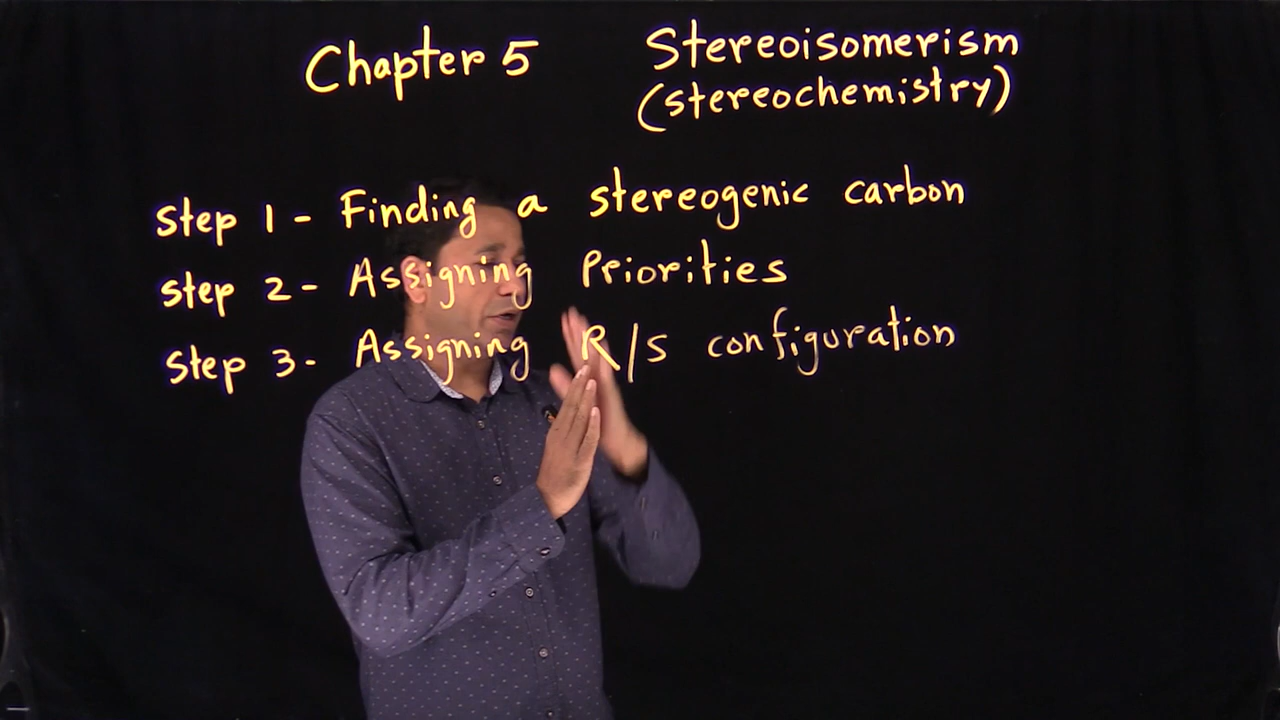 Chapter 5 Stereoisomerism
(stereochemistry)
Step 1 - Finding a stereogenic carbon
Step 2 - Assigning Priorities
Step 3 - Assigning R/S configuration